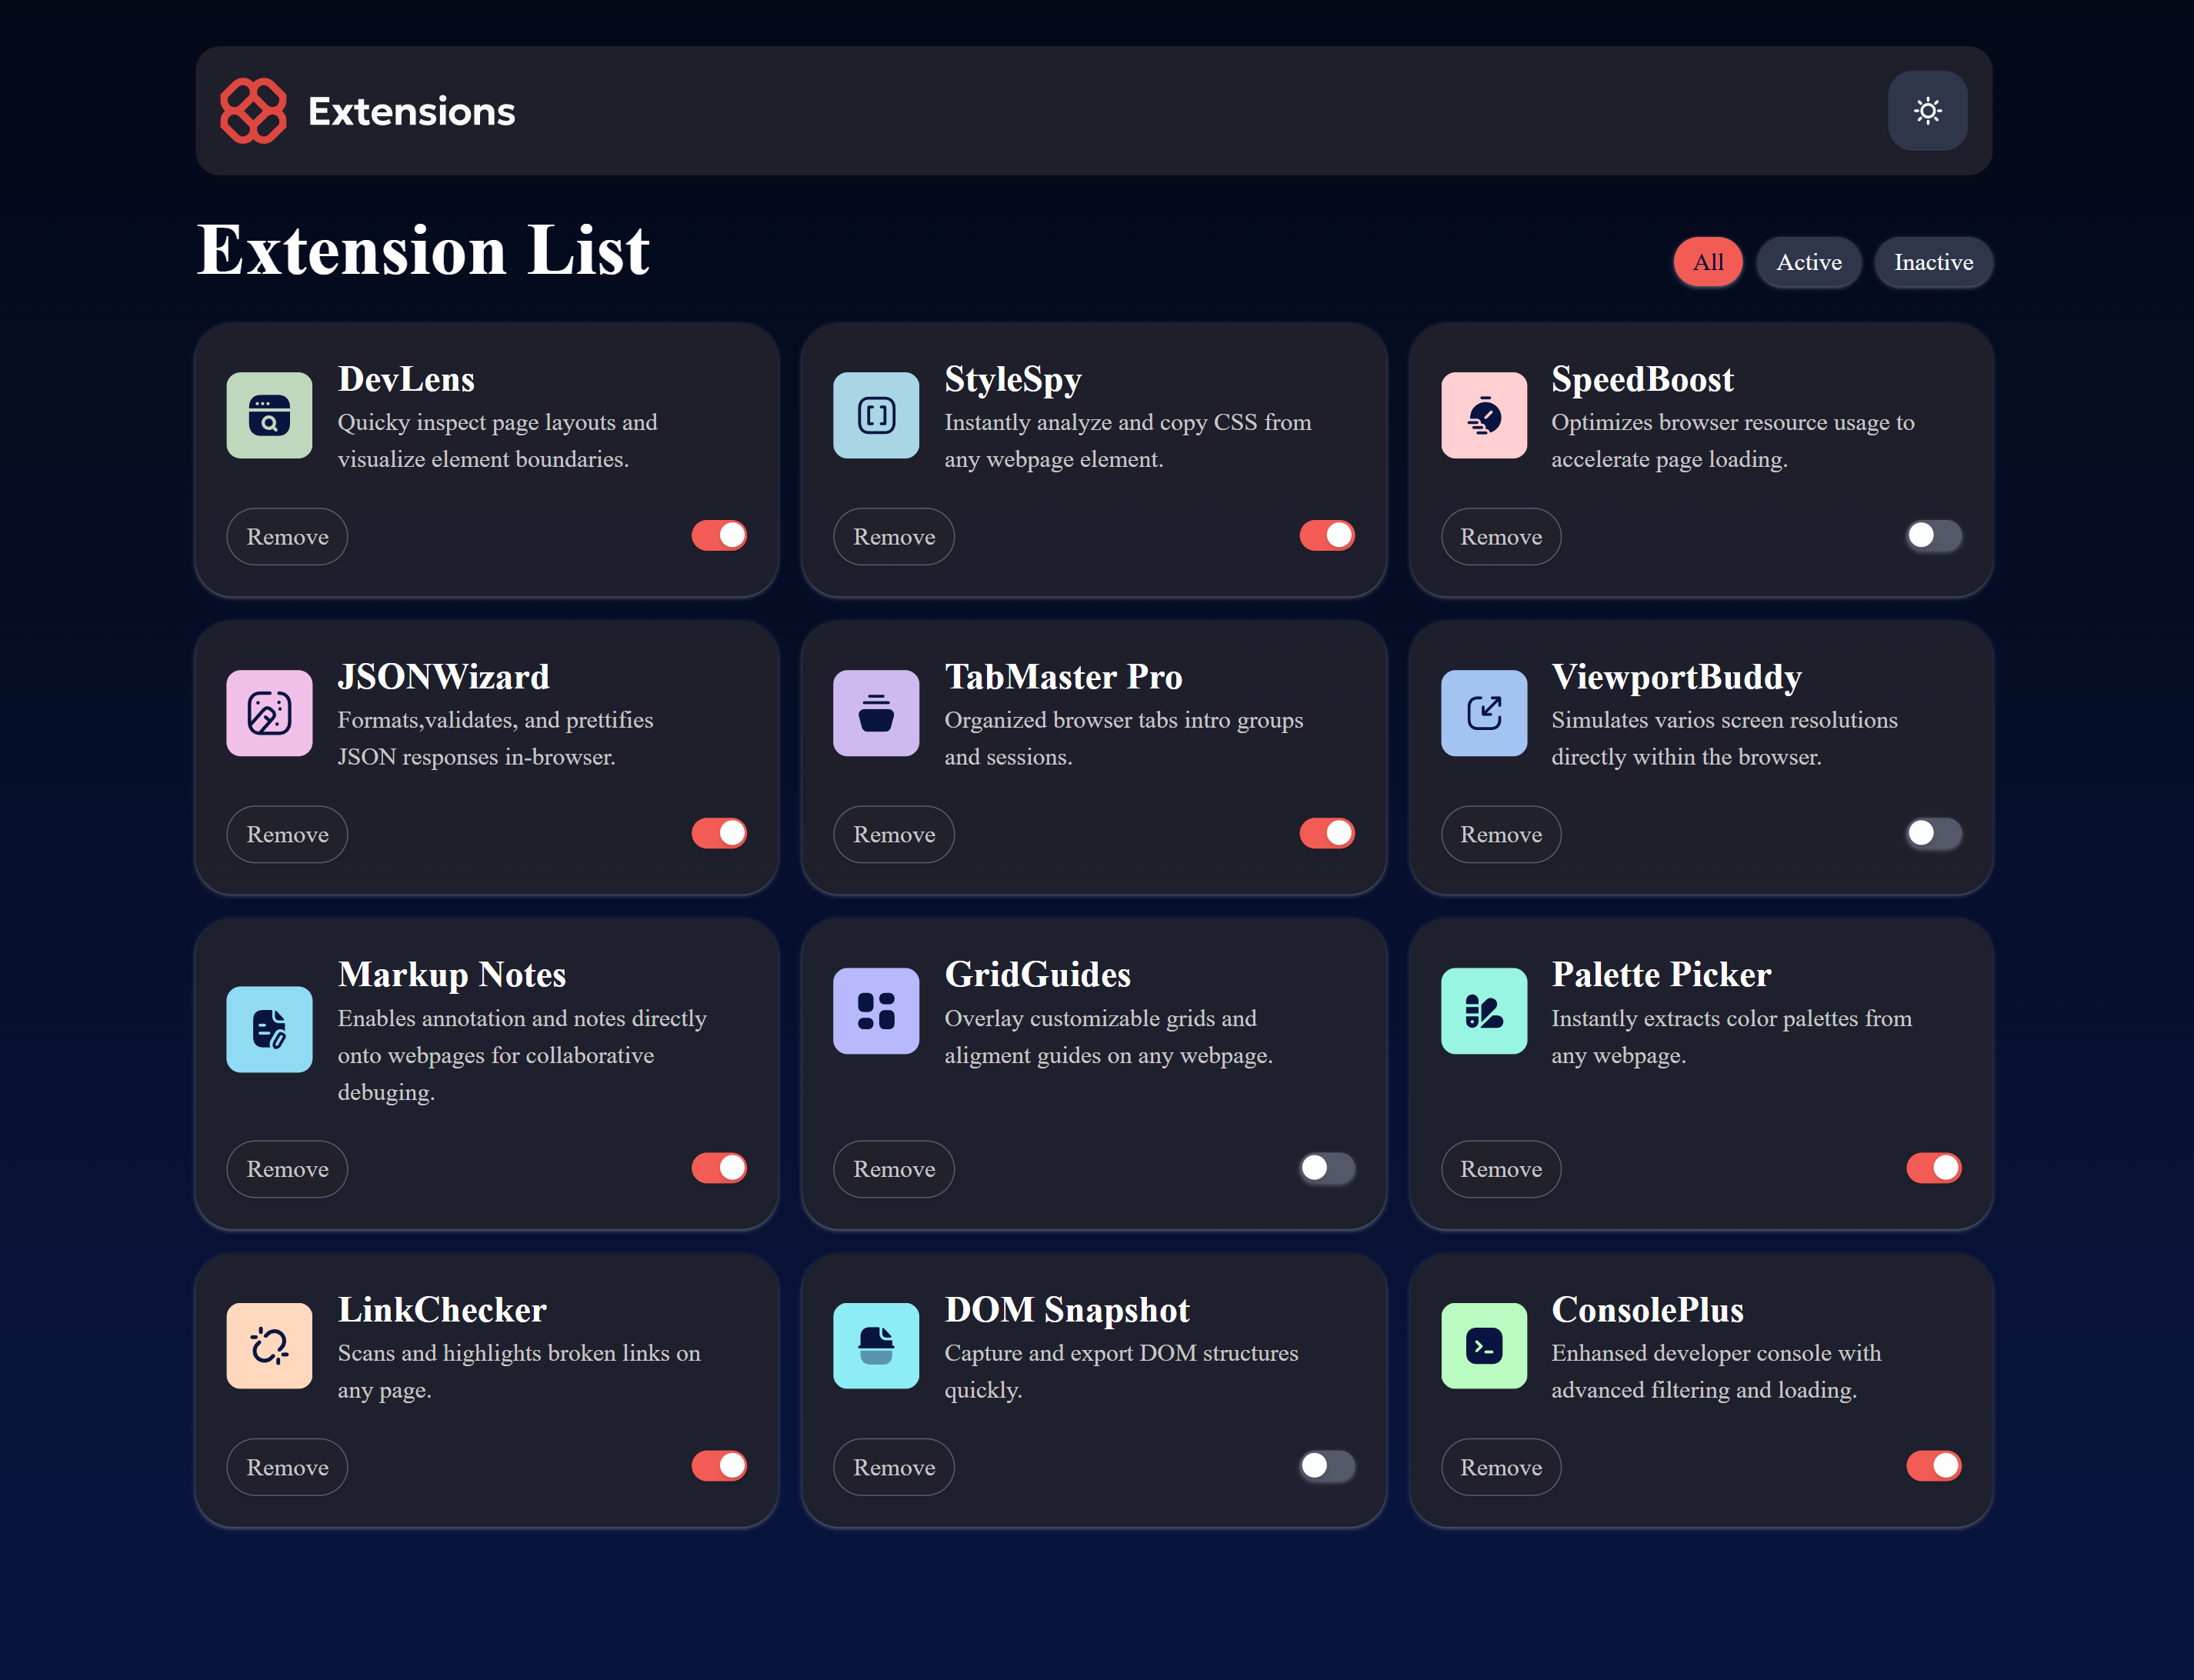 Extensions
Extension List
All
Active
Inactive
DevLens
Quicky inspect page layouts and
visualize element boundaries.
Remove
StyleSpy
Instantly analyze and copy CSS from
any webpage element.
Remove
SpeedBoost
Optimizes browser resource usage to
accelerate page loading.
Remove
JSONWizard
Formats,validates, and prettifies
JSON responses in-browser.
Remove
TabMaster Pro
Organized browser tabs intro groups
and sessions.
Remove
ViewportBuddy
Simulates varios screen resolutions
directly within the browser.
Remove
Markup Notes
Enables annotation and notes directly
onto webpages for collaborative
debuging.
Remove
GridGuides
Overlay customizable grids and
aligment guides on any webpage.
Remove
Palette Picker
Instantly extracts color palettes from
any webpage.
Remove
LinkChecker
Scans and highlights broken links on
any page.
Remove
DOM Snapshot
Capture and export DOM structures
quickly.
Remove
ConsolePlus
Enhansed developer console with
advanced filtering and loading.
Remove